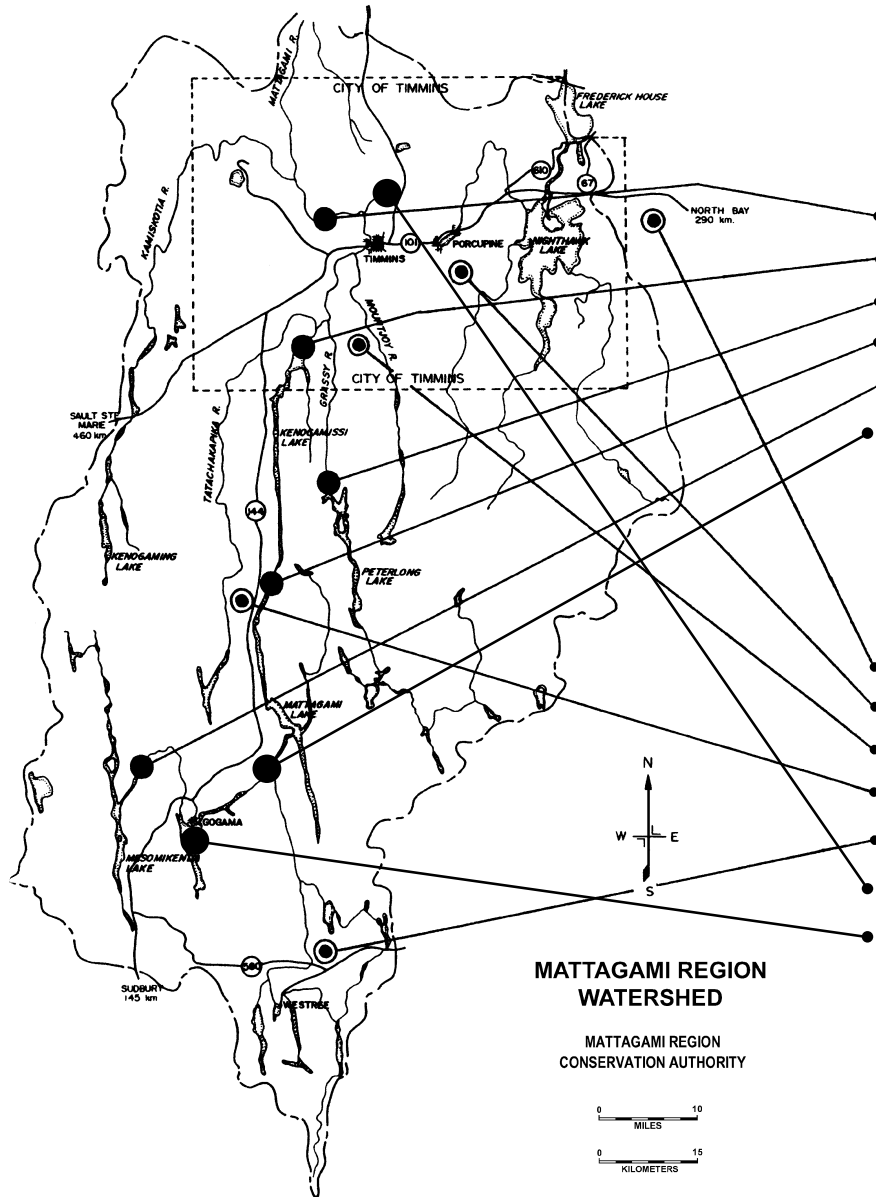 MATTAGAMI R.
CITY OF TIMMINS
FREDERICK HOUSE
LAKE
610
67
KAMISKOTIA R.
NORTH BAY
290 km.
101
PORCUPINE
NIGHTHAWK
LAKE
TIMMINS
MOUNTJOY R.
GRASSY R.
CITY OF TIMMINS
SAULT STE
MARIE
460 km
TATACHAKAPIKA R.
KENOGAMISSI
LAKE
144
KENOGAMING
LAKE
PETERLONG
LAKE
MATTAGAMI
LAKE
N
W
E
S
GOGAMA
MESOMIKENDA
LAKE
560
SUDBURY
145 km
WESTREE
MATTAGAMI REGION
WATERSHED
MATTAGAMI REGION
CONSERVATION AUTHORITY
0 10
MILES
0 15
KILOMETERS